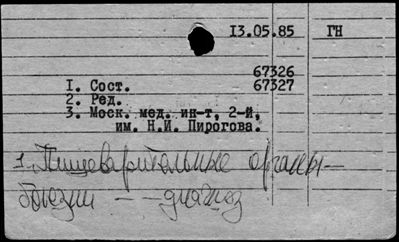 13.05.85 ГН
67326
1. Сост. 67327
2. Ред.
3. Моск. мед. ин-т, 2-й,
им. Н.И. Пирогова.
1. Пищеварительные органы -
болезни - - диагноз